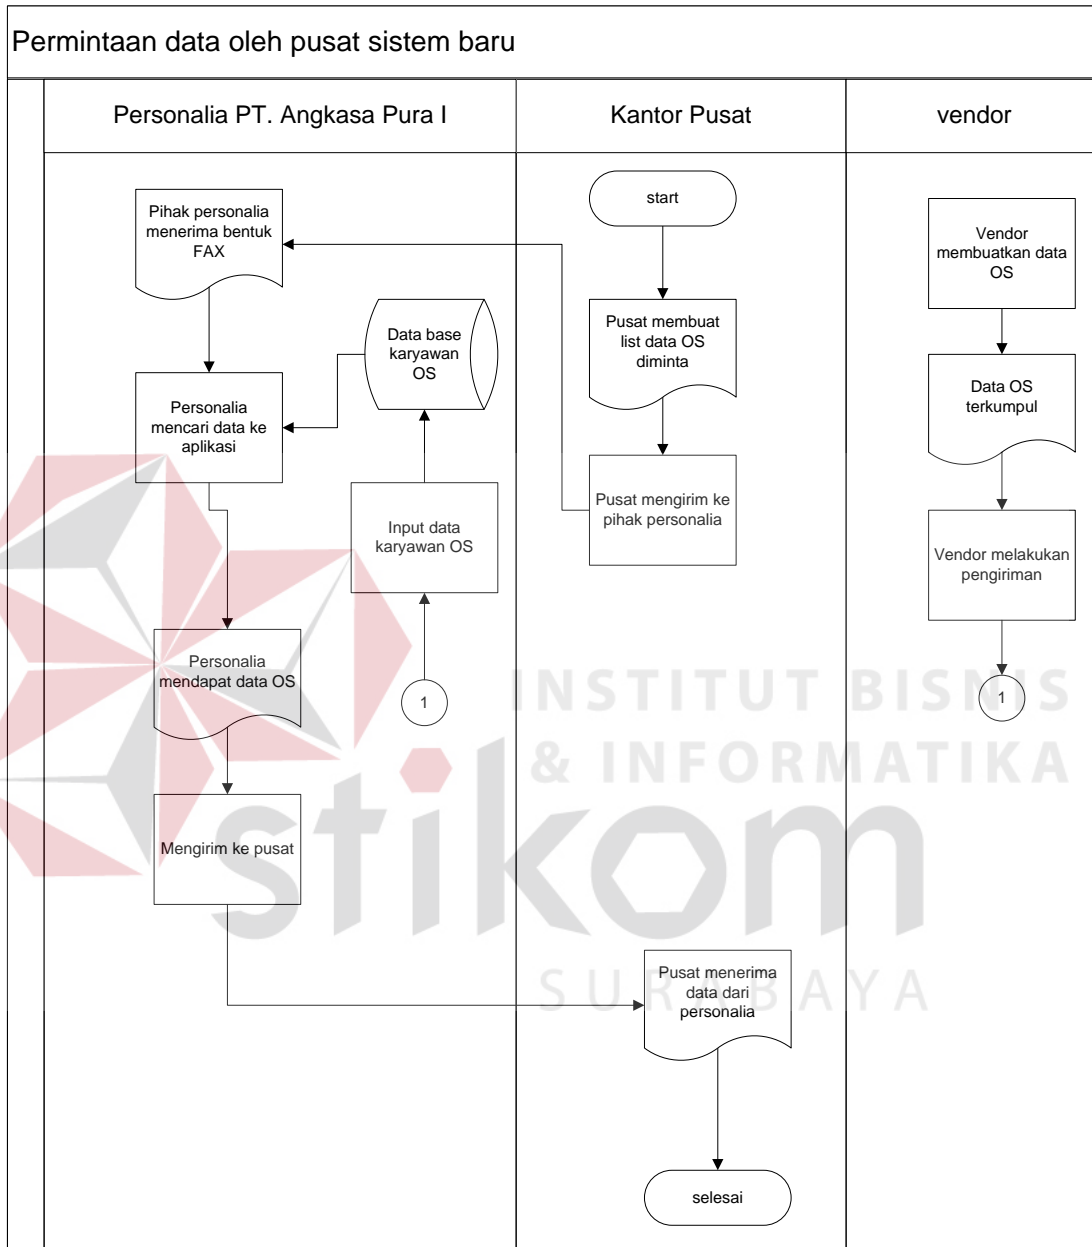 Permintaan data oleh pusat sistem baru
Personalia PT. Angkasa Pura I
Kantor Pusat
vendor
Pihak personalia
menerima bentuk
FAX
Data base
karyawan
OS
Personalia
mencari data ke
aplikasi
Input data
karyawan OS
Personalia
mendapat data OS
1
Mengirim ke pusat
start
Pusat membuat
list data OS
diminta
Pusat mengirim ke
pihak personalia
Pusat menerima
data dari
personalia
selesai
Vendor
membuatkan data
OS
Data OS
terkumpul
Vendor melakukan
pengiriman
1
INSTITUT BISNIS
& INFORMATIKA
stikom
SURABAYA